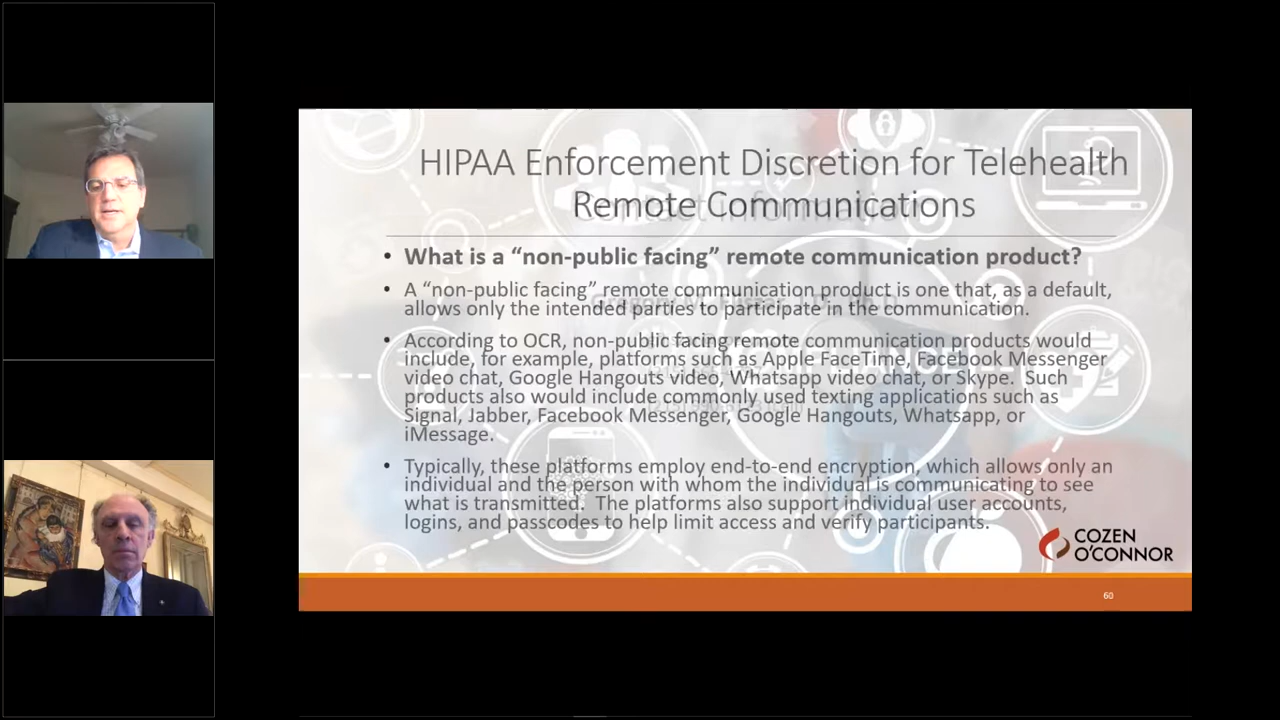 HIPAA Enforcement Discretion for Telehealth
Remote Communications
• What is a “non-public facing” remote communication product?
• A “non-public facing” remote communication product is one that, as a default,
allows only the intended parties to participate in the communication.
• According to OCR, non-public facing remote communication products would
include, for example, platforms such as Apple FaceTime, Facebook Messenger
video chat, Google Hangouts video, Whatsapp video chat, or Skype. Such
products also would include commonly used texting applications such as
Signal, Jabber, Facebook Messenger, Google Hangouts, Whatsapp, or
iMessage.
• Typically, these platforms employ end-to-end encryption, which allows only an
individual and the person with whom the individual is communicating to see
what is transmitted. The platforms also support individual user accounts,
logins, and passcodes to help limit access and verify participants.
COZEN
O’CONNOR
60